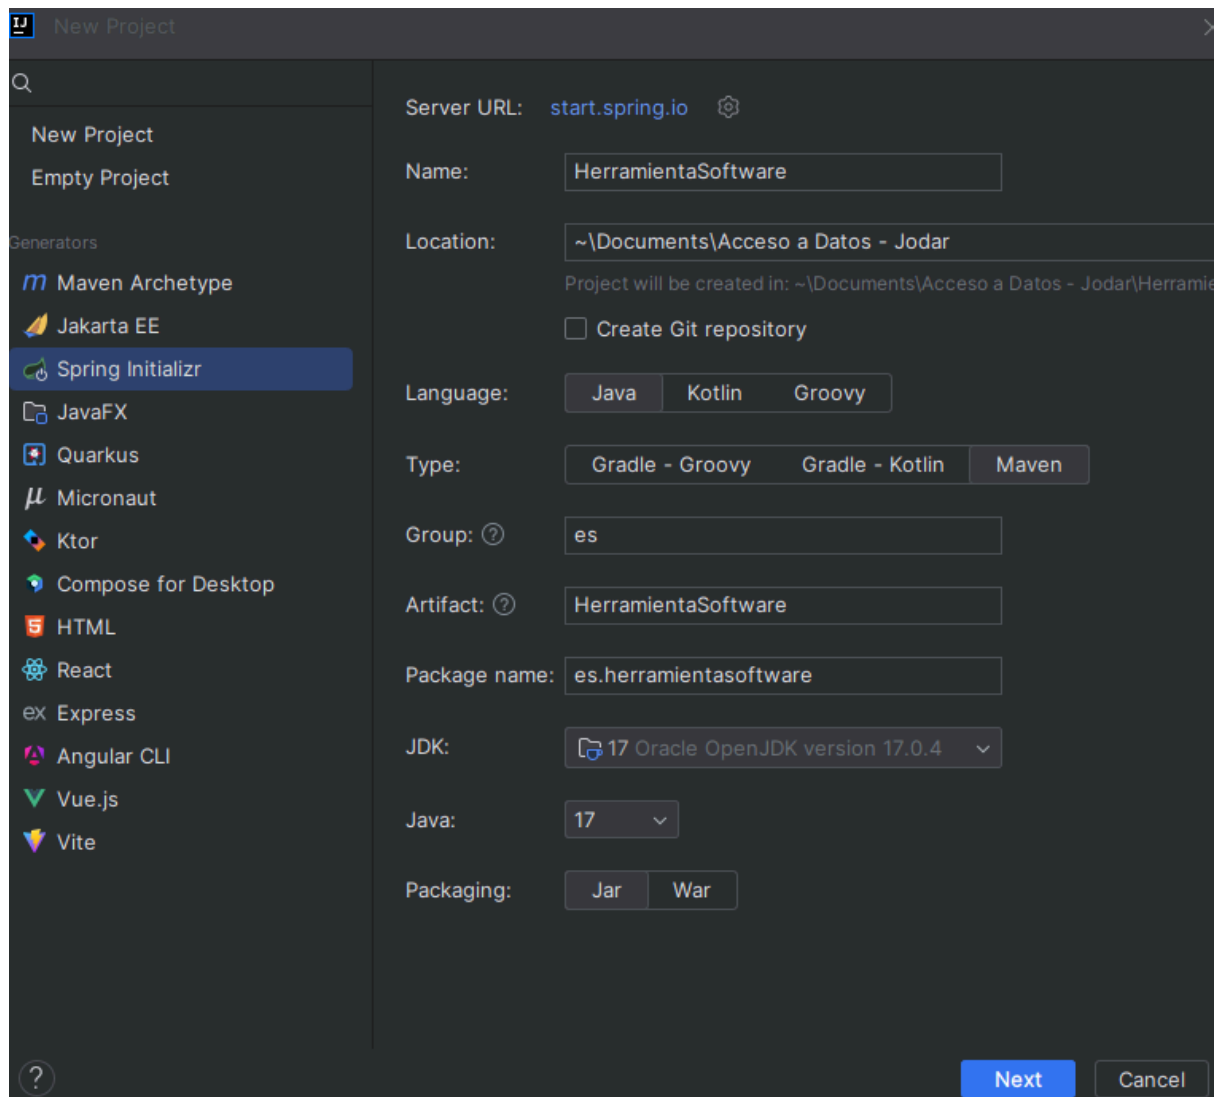 New Project
New Project
Empty Project
Generators
Maven Archetype
Jakarta EE
Spring Initializr
JavaFX
Quarkus
Micronaut
Ktor
Compose for Desktop
HTML
React
ex Express
Angular CLI
Vue.js
Vite
Server URL: start.spring.io
Name: HerramientaSoftware
Location: ~\Documents\Acceso a Datos - Jodar
Project will be created in: ~\Documents\Acceso a Datos - Jodar\Herramie
Create Git repository
Language: Java Kotlin Groovy
Type: Gradle - Groovy Gradle - Kotlin Maven
Group: ? es
Artifact: ? HerramientaSoftware
Package name: es.herramientasoftware
JDK: 17 Oracle OpenJDK version 17.0.4
Java: 17
Packaging: Jar War
? Next Cancel